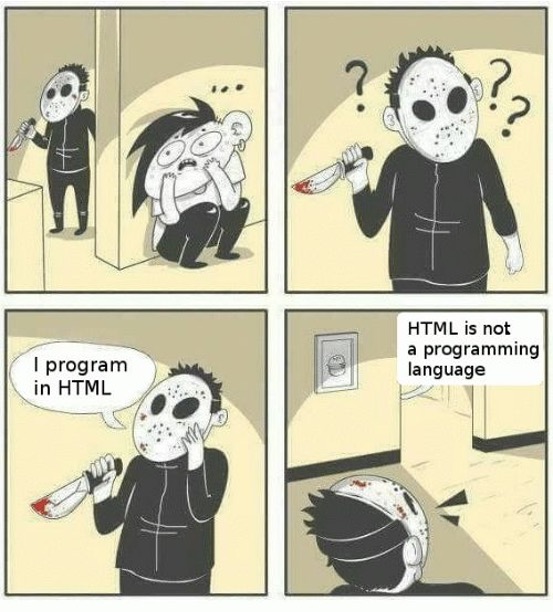 ...
?
?
?
I program
in HTML
HTML is not
a programming
language